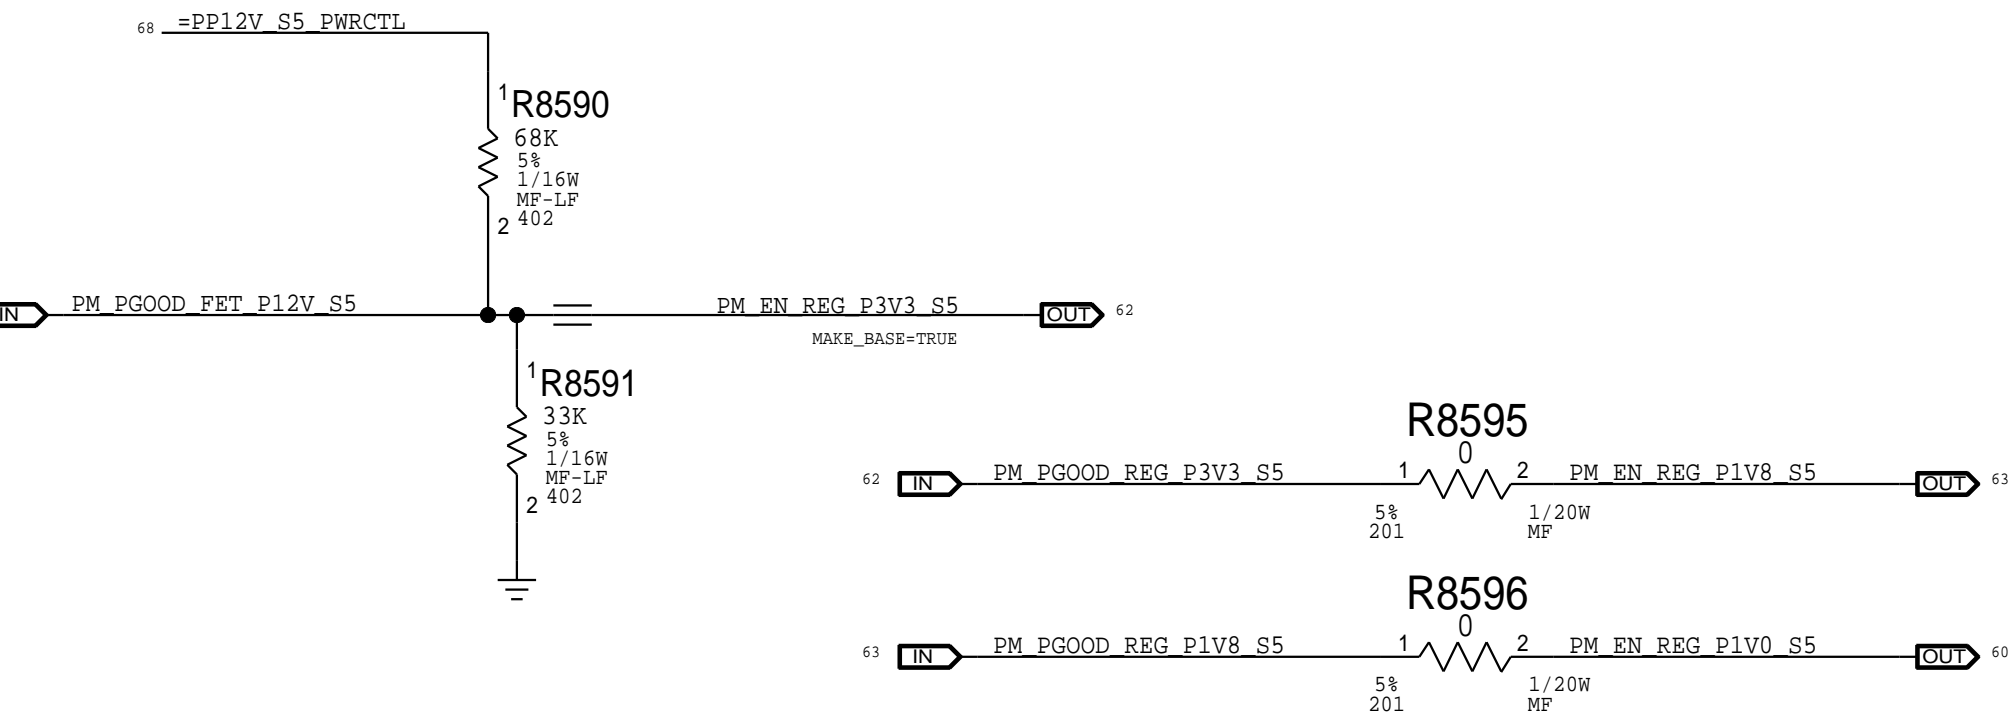 68 =PP12V_S5_PWRCTL
1
R8590
68K
5%
1/16W
MF-LF
402
2
IN PM_PGOOD_FET_P12V_S5 PM_EN_REG_P3V3_S5 OUT 62
MAKE_BASE=TRUE
1
R8591
33K
5%
1/16W
MF-LF
402
2
R8595
0
62 IN PM_PGOOD_REG_P3V3_S5 1 2 PM_EN_REG_P1V8_S5 OUT 63
5% 1/20W
201 MF
R8596
0
63 IN PM_PGOOD_REG_P1V8_S5 1 2 PM_EN_REG_P1V0_S5 OUT 60
5% 1/20W
201 MF